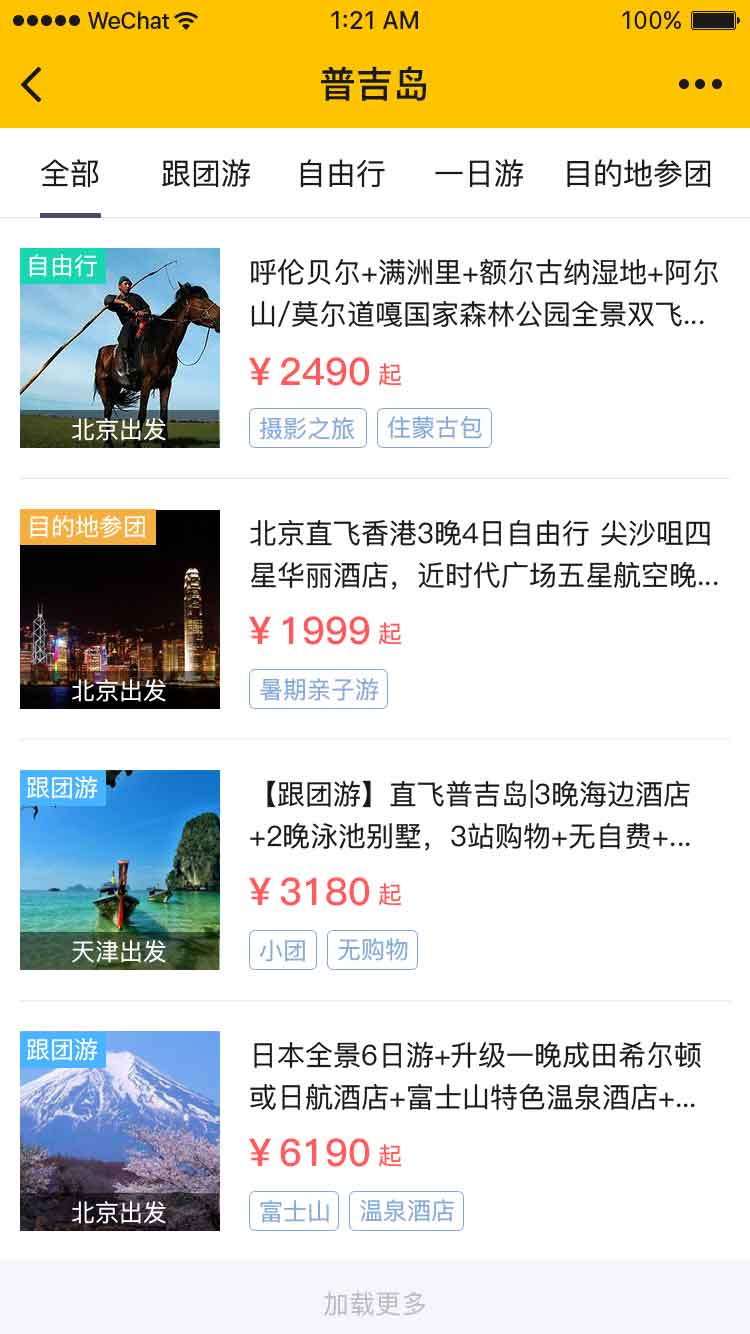 WeChat 1:21 AM 100%
普吉岛
全部 跟团游 自由行 一日游 目的地参团
自由行
北京出发
呼伦贝尔+满洲里+额尔古纳湿地+阿尔
山/莫尔道嘎国家森林公园全景双飞...
¥ 2490 起
摄影之旅 住蒙古包
目的地参团
北京出发
北京直飞香港3晚4日自由行 尖沙咀四
星华丽酒店，近时代广场五星航空晚...
¥ 1999 起
暑期亲子游
跟团游
天津出发
【跟团游】直飞普吉岛|3晚海边酒店
+2晚泳池别墅，3站购物+无自费+...
¥ 3180 起
小团 无购物
跟团游
北京出发
日本全景6日游+升级一晚成田希尔顿
或日航酒店+富士山特色温泉酒店+...
¥ 6190 起
富士山 温泉酒店
加载更多